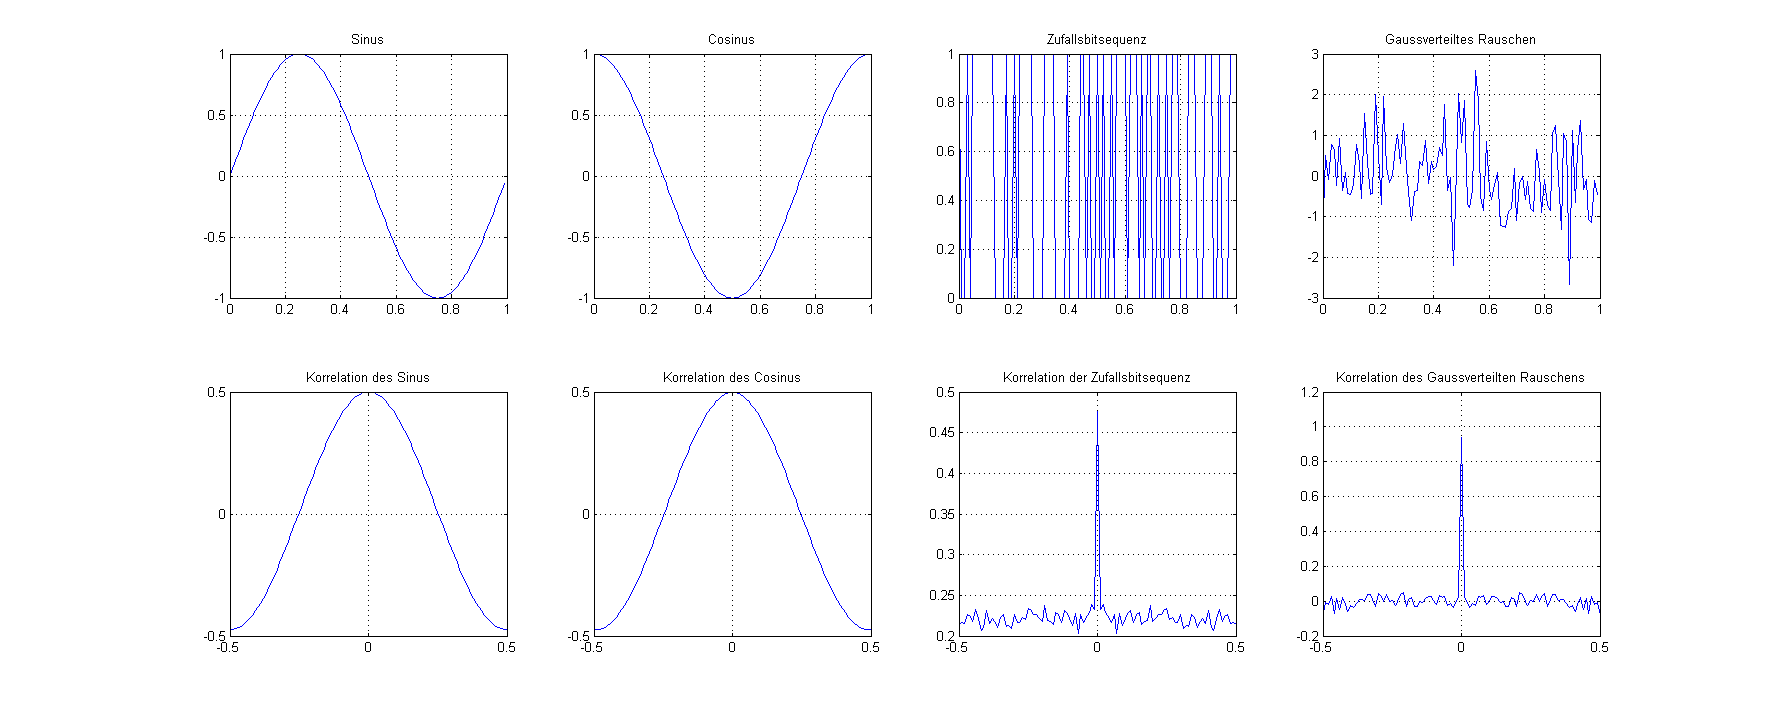 Sinus
1
0.5
0
-0.5
-1
0 0.2 0.4 0.6 0.8 1
Cosinus
1
0.5
0
-0.5
-1
0 0.2 0.4 0.6 0.8 1
Zufallsbitsequenz
1
0.8
0.6
0.4
0.2
0
0 0.2 0.4 0.6 0.8 1
Gaussverteiltes Rauschen
3
2
1
0
-1
-2
-3
0 0.2 0.4 0.6 0.8 1
Korrelation des Sinus
0.5
0
-0.5
-0.5 0 0.5
Korrelation des Cosinus
0.5
0
-0.5
-0.5 0 0.5
Korrelation der Zufallsbitsequenz
0.5
0.45
0.4
0.35
0.3
0.25
0.2
-0.5 0 0.5
Korrelation des Gaussverteilten Rauschens
1.2
1
0.8
0.6
0.4
0.2
0
-0.2
-0.5 0 0.5